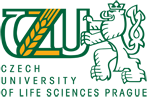 CZU
CZECH
UNIVERSITY
OF LIFE SCIENCES PRAGUE